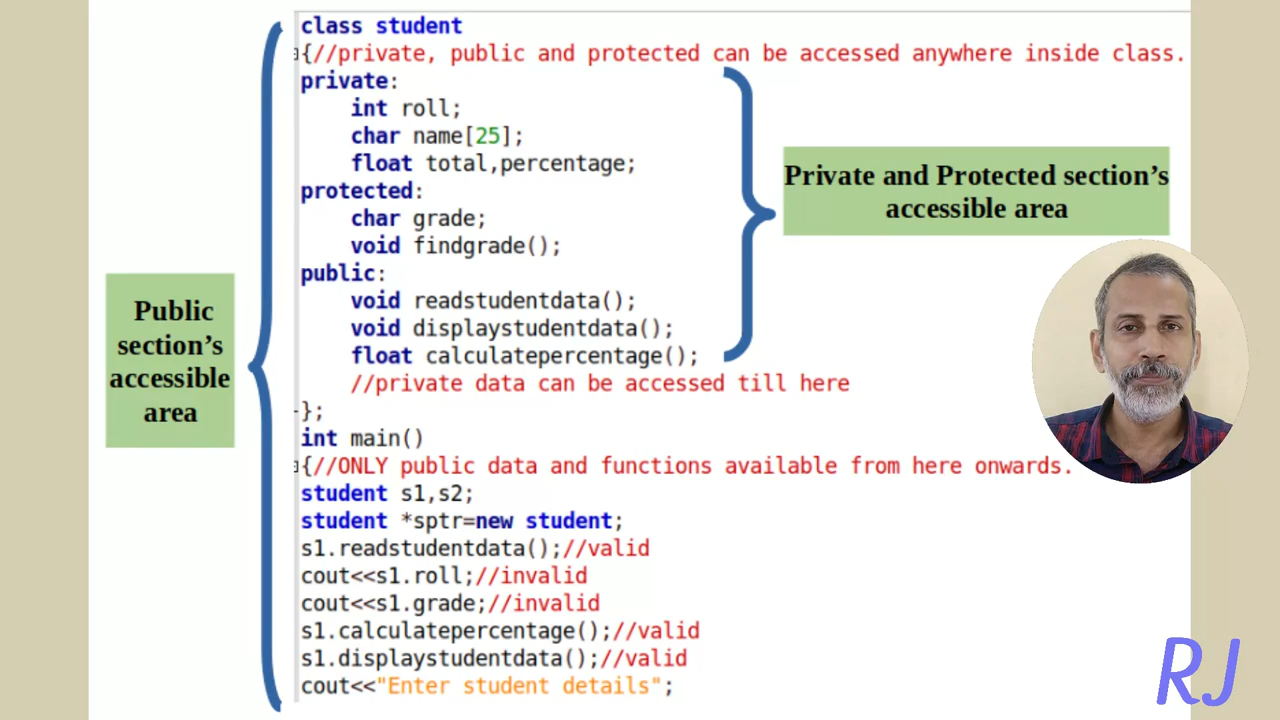 class student
{//private, public and protected can be accessed anywhere inside class.
private:
    int roll;
    char name[25];
    float total,percentage;
protected:
    char grade;
    void findgrade();
public:
    void readstudentdata();
    void displaystudentdata();
    float calculatepercentage();
    //private data can be accessed till here
};
int main()
{//ONLY public data and functions available from here onwards.
student s1,s2;
student *sptr=new student;
s1.readstudentdata();//valid
cout<<s1.roll;//invalid
cout<<s1.grade;//invalid
s1.calculatepercentage();//valid
s1.displaystudentdata();//valid
cout<<"Enter student details";
Private and Protected section’s
accessible area
Public
section’s
accessible
area
RJ